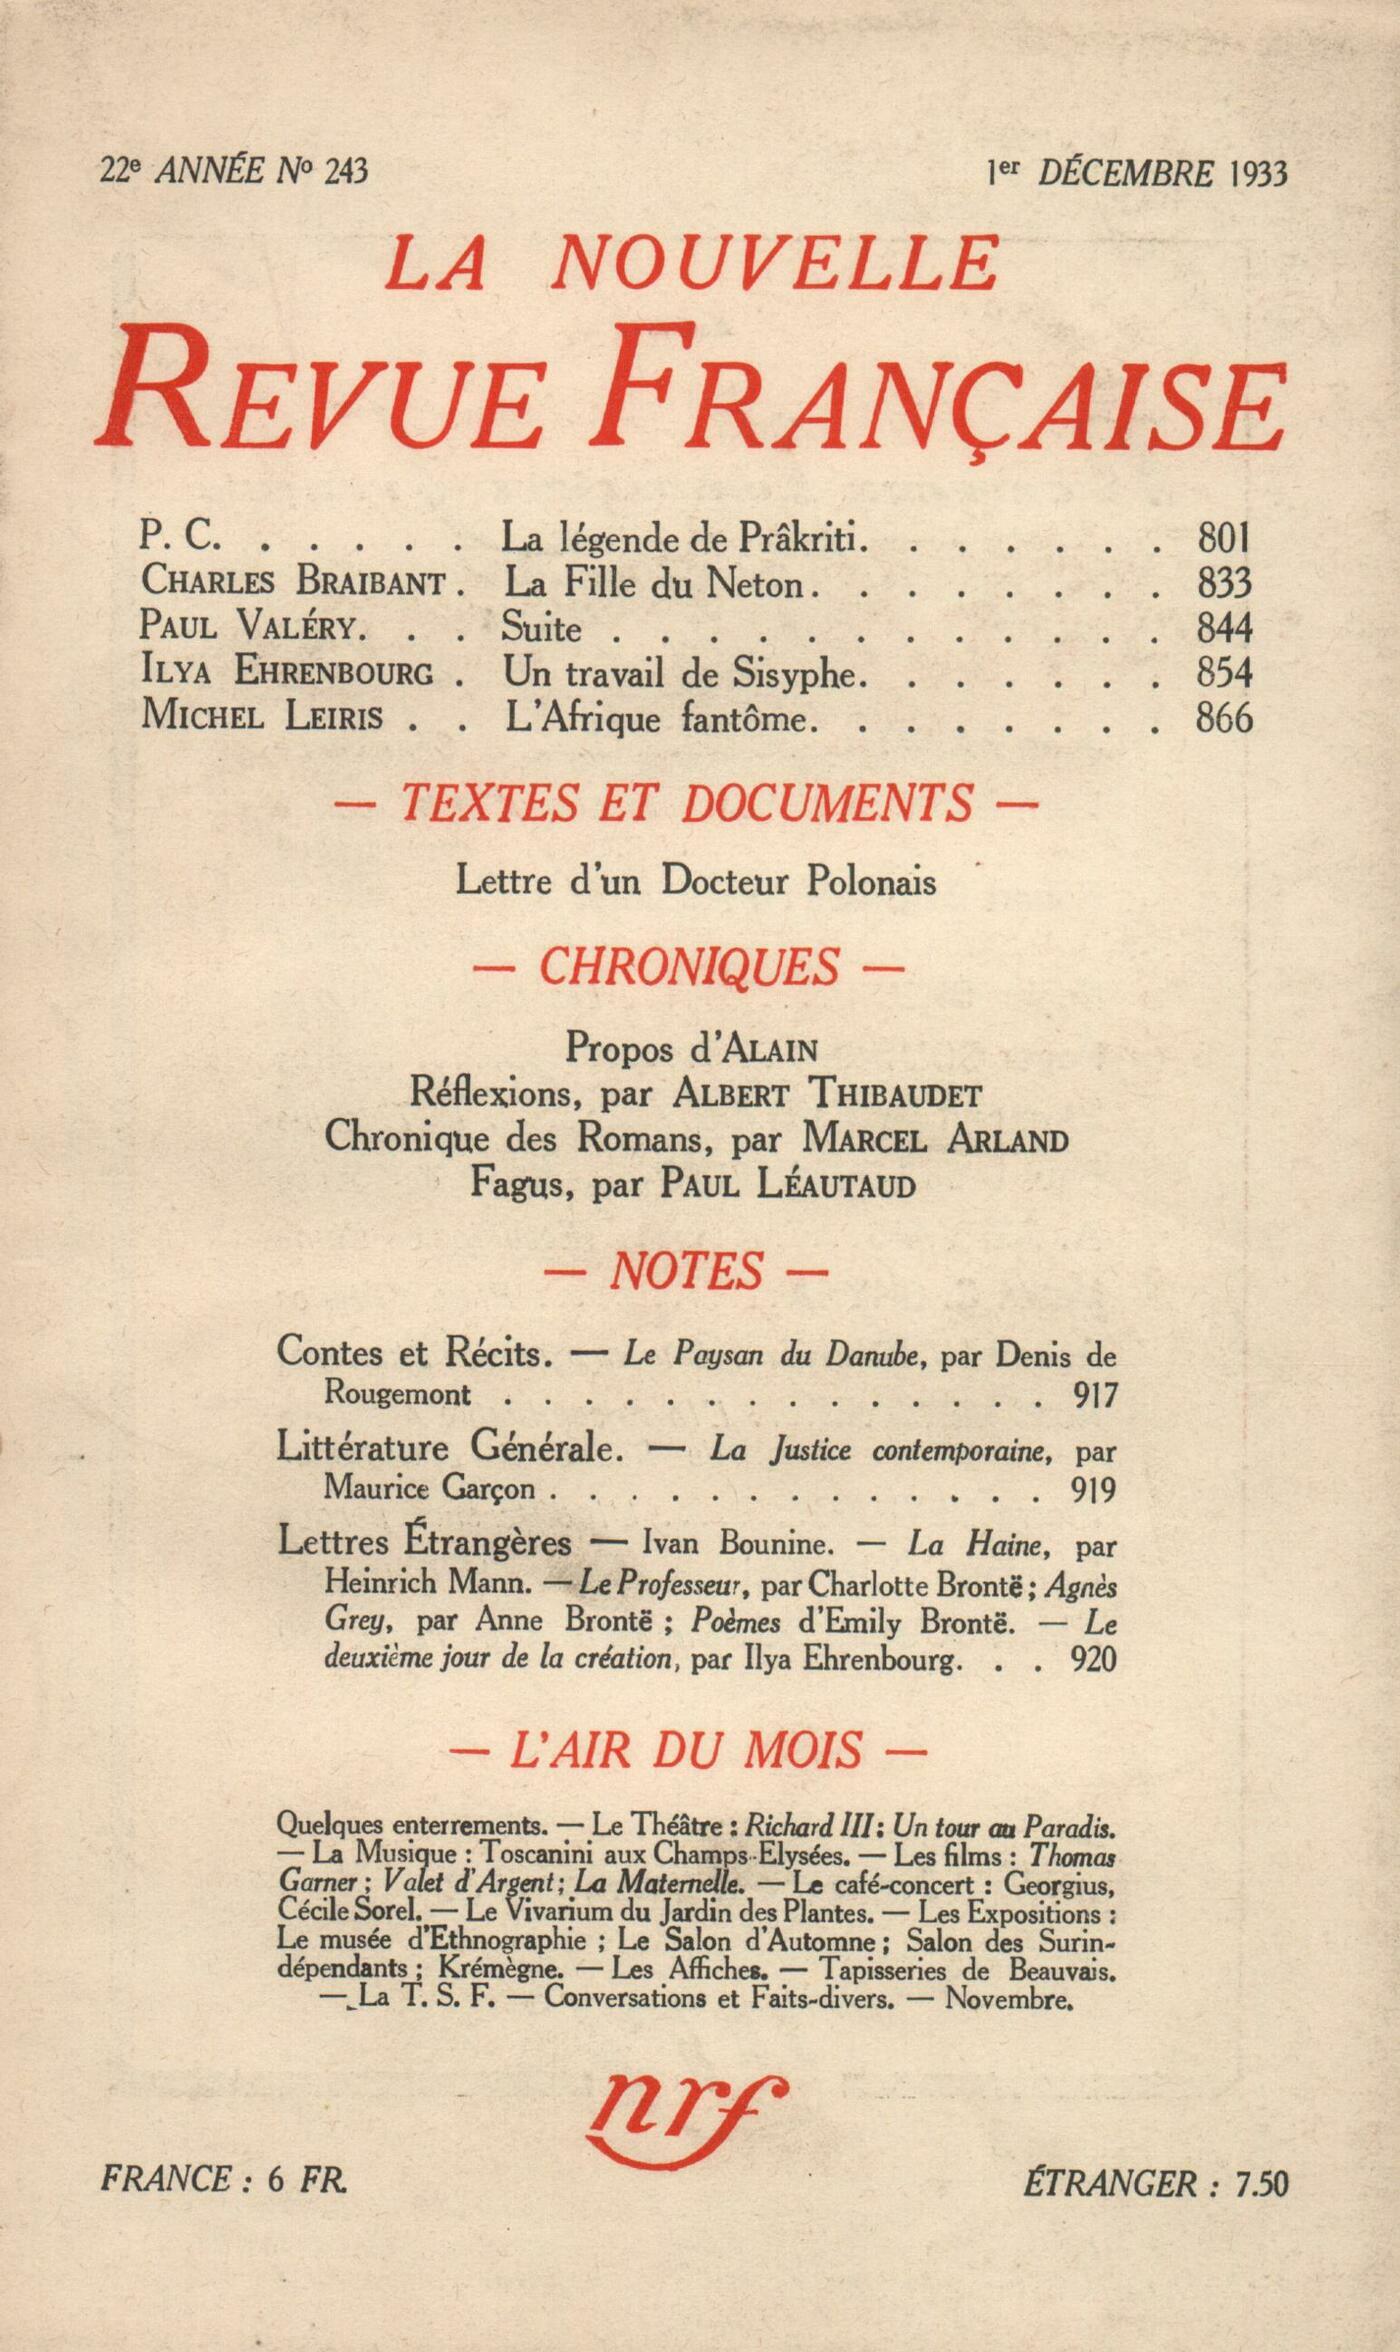 22e ANNÉE No 243
1er DÉCEMBRE 1933
LA NOUVELLE
REVUE FRANÇAISE
P. C. . . . . . La légende de Prâkriti. . . . . . . 801
CHARLES BRAIBANT . La Fille du Neton. . . . . . . . 833
PAUL VALÉRY. . . Suite . . . . . . . . . . . . 844
ILYA EHRENBOURG . Un travail de Sisyphe. . . . . . . 854
MICHEL LEIRIS . . L'Afrique fantôme. . . . . . . . 866
— TEXTES ET DOCUMENTS —
Lettre d'un Docteur Polonais
— CHRONIQUES —
Propos d'ALAIN
Réflexions, par ALBERT THIBAUDET
Chronique des Romans, par MARCEL ARLAND
Fagus, par PAUL LÉAUTAUD
— NOTES —
Contes et Récits. — Le Paysan du Danube, par Denis de
Rougemont . . . . . . . . . . . . . . 917
Littérature Générale. — La Justice contemporaine, par
Maurice Garçon . . . . . . . . . . . . . 919
Lettres Étrangères — Ivan Bounine. — La Haine, par
Heinrich Mann. — Le Professeur, par Charlotte Brontë ; Agnès
Grey, par Anne Brontë ; Poèmes d'Emily Brontë. — Le
deuxième jour de la création, par Ilya Ehrenbourg. . . 920
— L'AIR DU MOIS —
Quelques enterrements. — Le Théâtre : Richard III ; Un tour au Paradis.
— La Musique : Toscanini aux Champs-Elysées. — Les films : Thomas
Garner ; Valet d'Argent ; La Maternelle. — Le café-concert : Georgius,
Cécile Sorel. — Le Vivarium du Jardin des Plantes. — Les Expositions :
Le musée d'Ethnographie ; Le Salon d'Automne ; Salon des Surin-
dépendants ; Krémègne. — Les Affiches. — Tapisseries de Beauvais.
— La T. S. F. — Conversations et Faits-divers. — Novembre.
nrf
FRANCE : 6 FR.
ÉTRANGER : 7.50